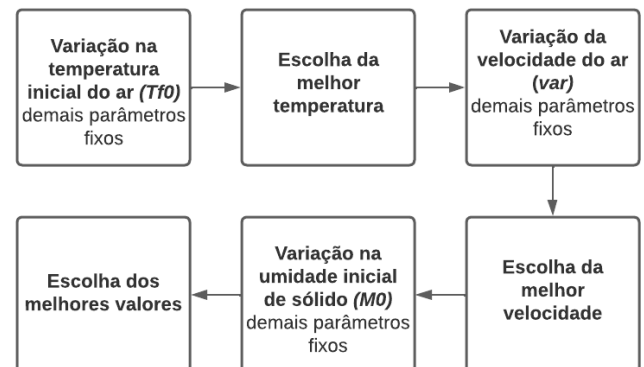 Variação na
temperatura
inicial do ar (Tf0)
demais parâmetros
fixos
Escolha da
melhor
temperatura
Variação da
velocidade do ar
(var)
demais parâmetros
fixos
Escolha da
melhor
velocidade
Variação na
umidade inicial
de sólido (M0)
demais parâmetros
fixos
Escolha dos
melhores valores